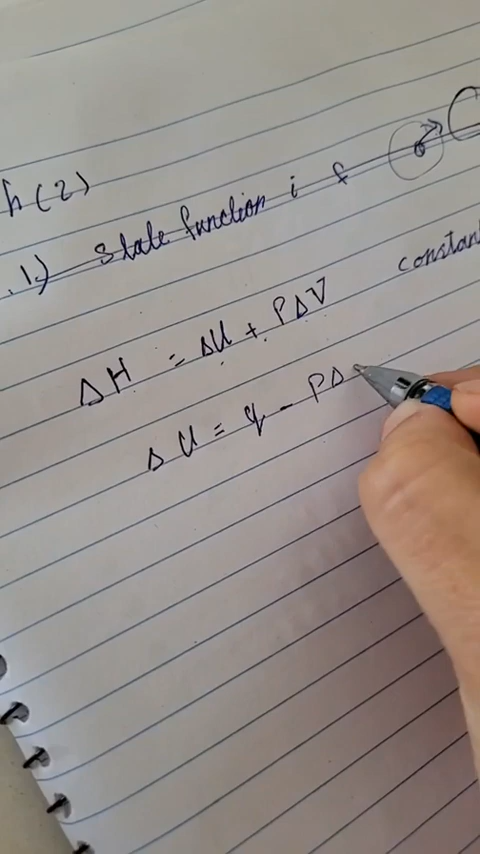 h (2)
.1.) State function i f
constant
ΔH = ΔU + PΔV
ΔU = q - PΔ